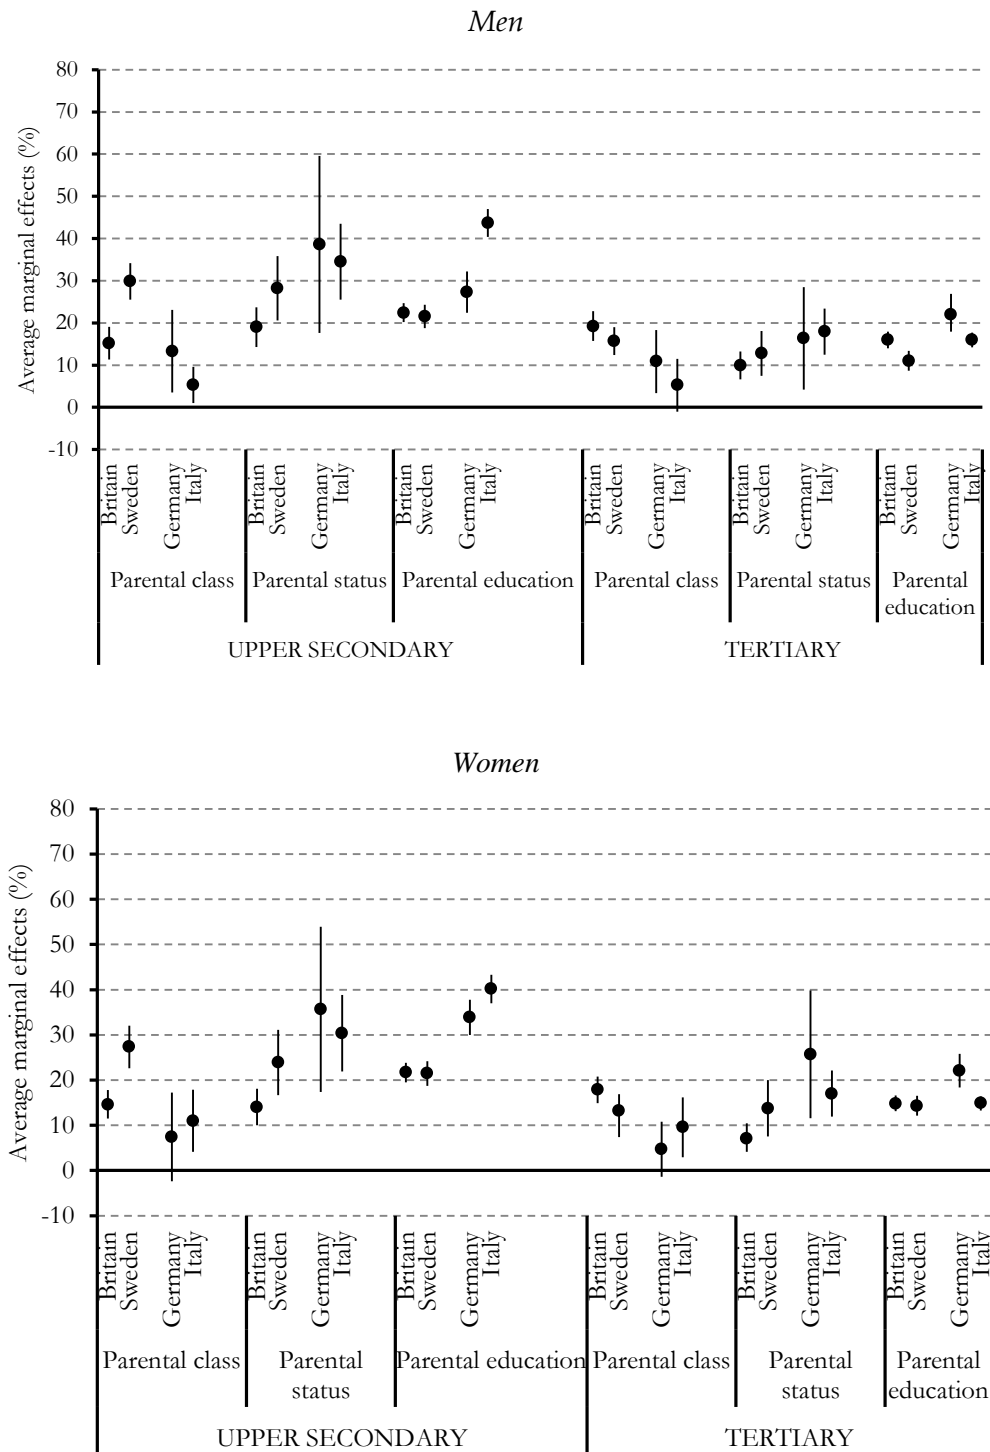 Men
Average marginal effects (%)
80
70
60
50
40
30
20
10
0
-10
Britain Sweden Germany Italy Britain Sweden Germany Italy Britain Sweden Germany Italy Britain Sweden Germany Italy Britain Sweden Germany Italy Britain Sweden Germany Italy
Parental class Parental status Parental education Parental class Parental status Parental education
UPPER SECONDARY TERTIARY
Women
Average marginal effects (%)
80
70
60
50
40
30
20
10
0
-10
Britain Sweden Germany Italy Britain Sweden Germany Italy Britain Sweden Germany Italy Britain Sweden Germany Italy Britain Sweden Germany Italy Britain Sweden Germany Italy
Parental class Parental status Parental education Parental class Parental status Parental education
UPPER SECONDARY TERTIARY